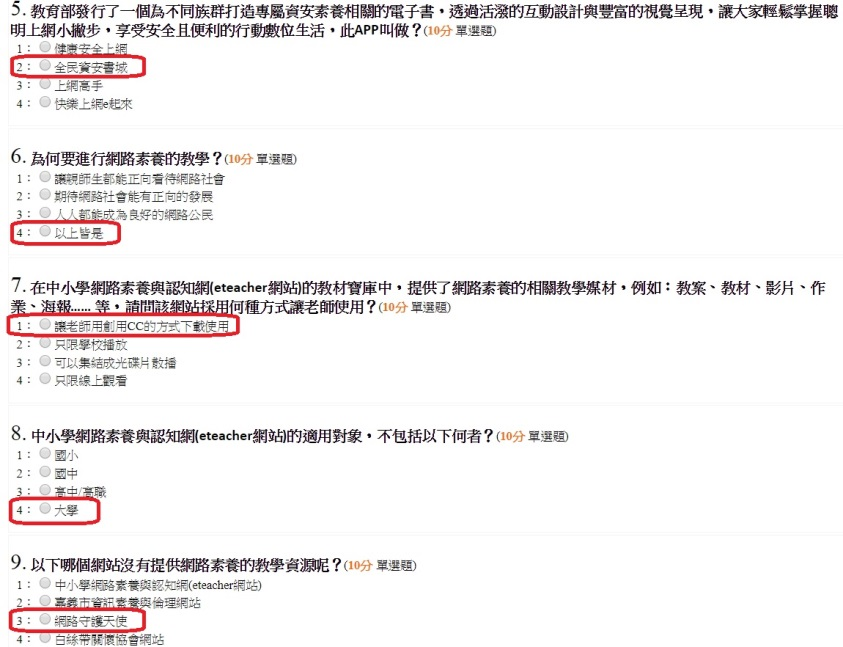 5. 教育部發行了一個為不同族群打造專屬資安素養相關的電子書，透過活潑的互動設計與豐富的視覺呈現，讓大家輕鬆掌握聰
明上網小撇步，享受安全且便利的行動數位生活，此APP叫做？(10分 單選題)
1： 健康安全上網
2： 全民資安書城
3： 上網高手
4： 快樂上網e起來
6. 為何要進行網路素養的教學？(10分 單選題)
1： 讓親師生都能正向看待網路社會
2： 期待網路社會能有正向的發展
3： 人人都能成為良好的網路公民
4： 以上皆是
7. 在中小學網路素養與認知網(eteacher網站)的教材寶庫中，提供了網路素養的相關教學媒材，例如：教案、教材、影片、作
業、海報...... 等，請問該網站採用何種方式讓老師使用？(10分 單選題)
1： 讓老師用創用CC的方式下載使用
2： 只限學校播放
3： 可以集結成光碟片散播
4： 只限線上觀看
8. 中小學網路素養與認知網(eteacher網站)的適用對象，不包括以下何者？(10分 單選題)
1： 國小
2： 國中
3： 高中/高職
4： 大學
9. 以下哪個網站沒有提供網路素養的教學資源呢？(10分 單選題)
1： 中小學網路素養與認知網(eteacher網站)
2： 嘉義市資訊素養與倫理網站
3： 網路守護天使
4： 白絲帶關懷協會網站